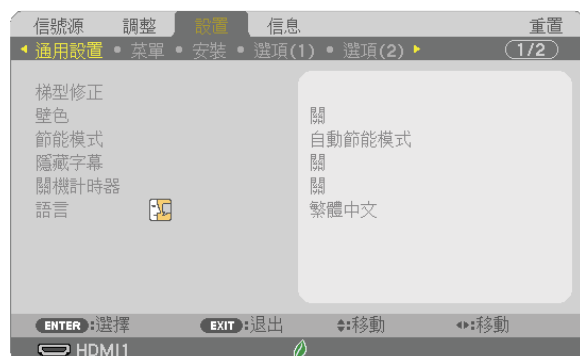 信號源 調整 設置 信息 重置
通用設置 • 菜單 • 安裝 • 選項(1) • 選項(2) 1/2
梯型修正
壁色 關
節能模式 自動節能模式
隱藏字幕 關
關機計時器 關
語言 繁體中文
ENTER:選擇 EXIT:退出 :移動 :移動
HDMI1